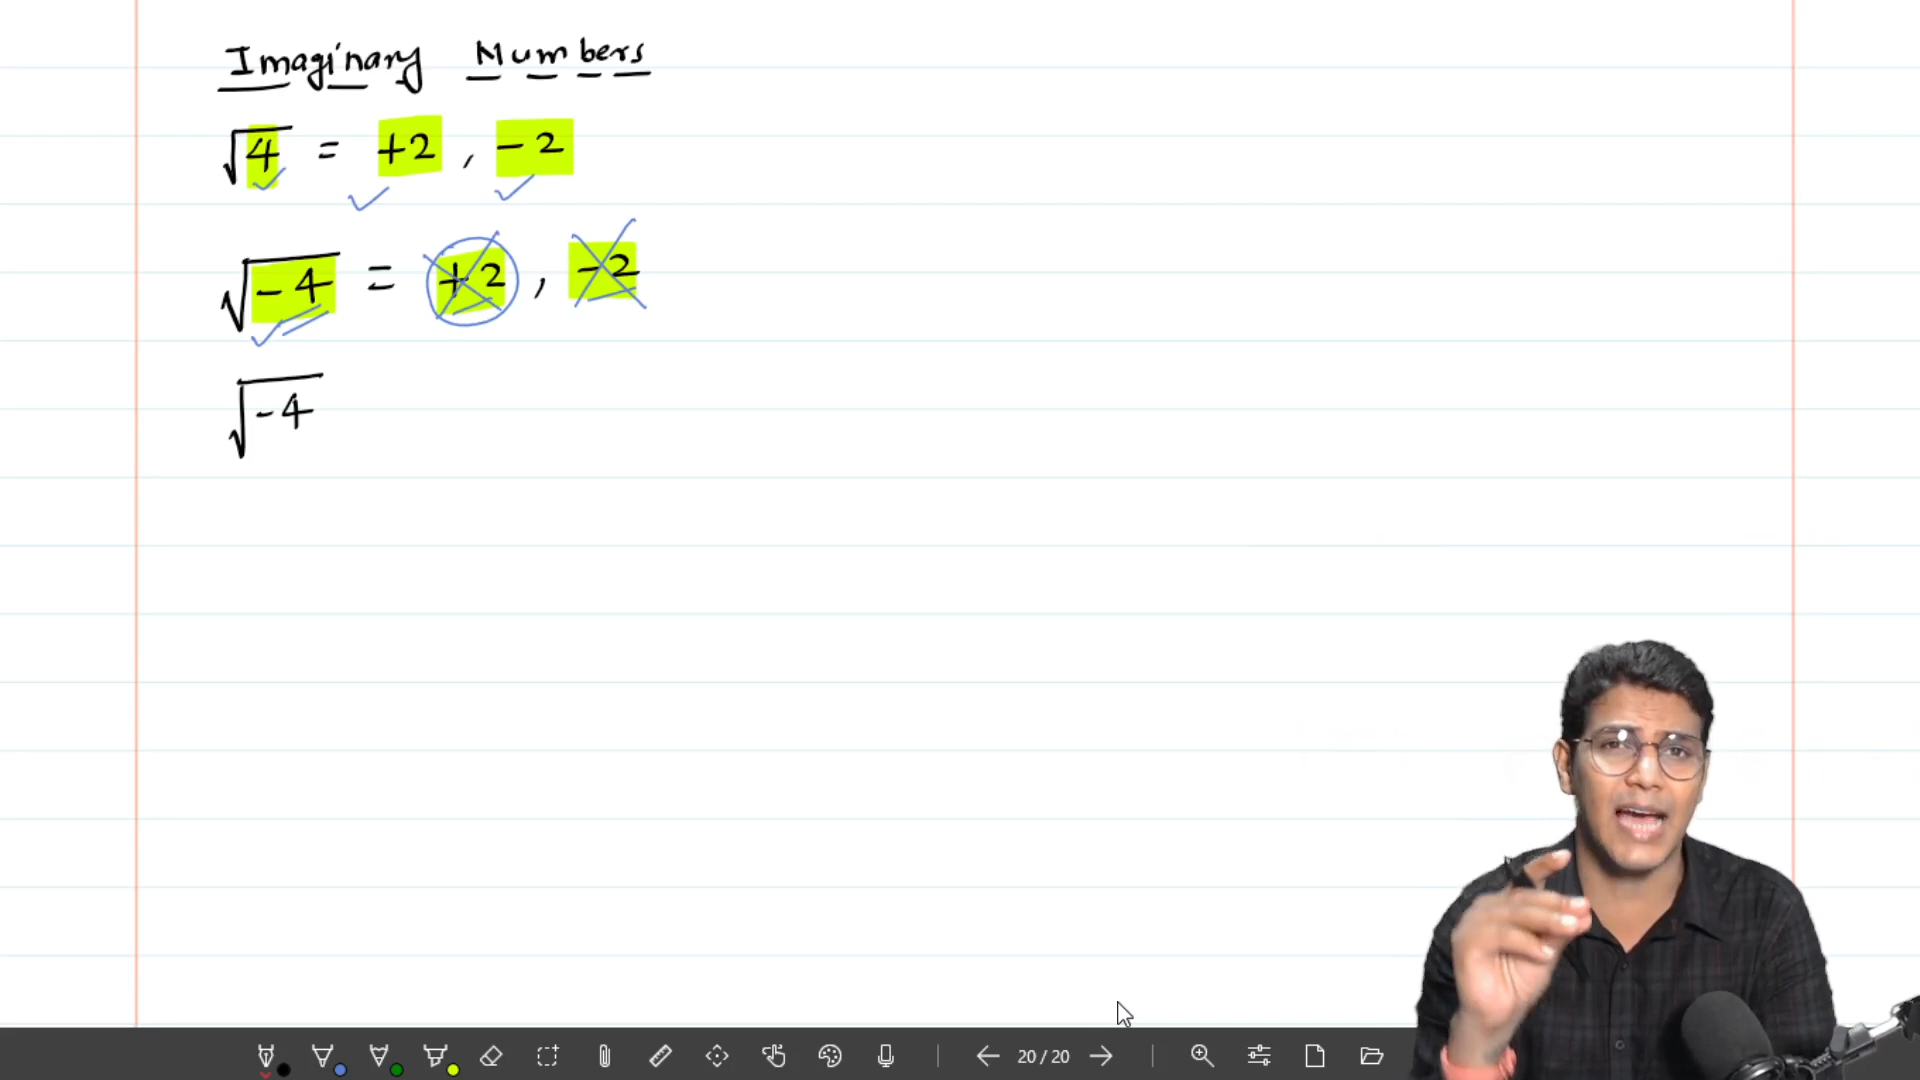 Imaginary Numbers
√4 = +2 , -2
√-4 = +2 , -2
√-4
20 / 20